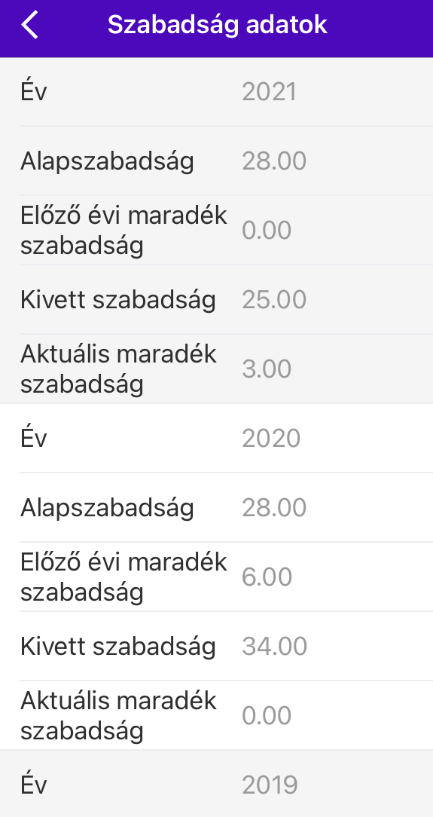 Szabadság adatok
Év 2021
Alapszabadság 28.00
Előző évi maradék
szabadság 0.00
Kivett szabadság 25.00
Aktuális maradék
szabadság 3.00
Év 2020
Alapszabadság 28.00
Előző évi maradék
szabadság 6.00
Kivett szabadság 34.00
Aktuális maradék
szabadság 0.00
Év 2019